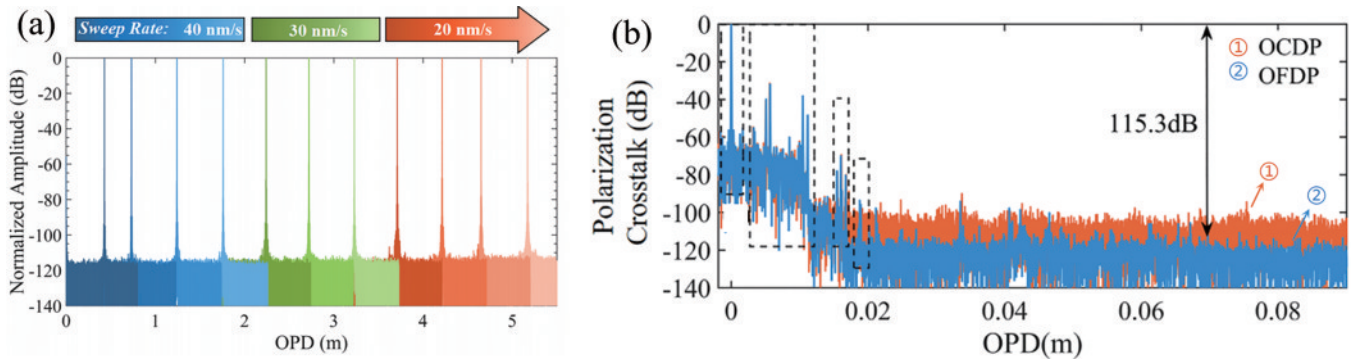 (a)
Sweep Rate: 40 nm/s 30 nm/s 20 nm/s
Normalized Amplitude (dB)
0
-20
-40
-60
-80
-100
-120
-140
0 1 2 3 4 5
OPD (m)
(b)
Polarization
Crosstalk (dB)
0
-40
-60
-80
-100
-120
-140
① OCDP
② OFDP
115.3dB
①
②
0 0.02 0.04 0.06 0.08
OPD(m)